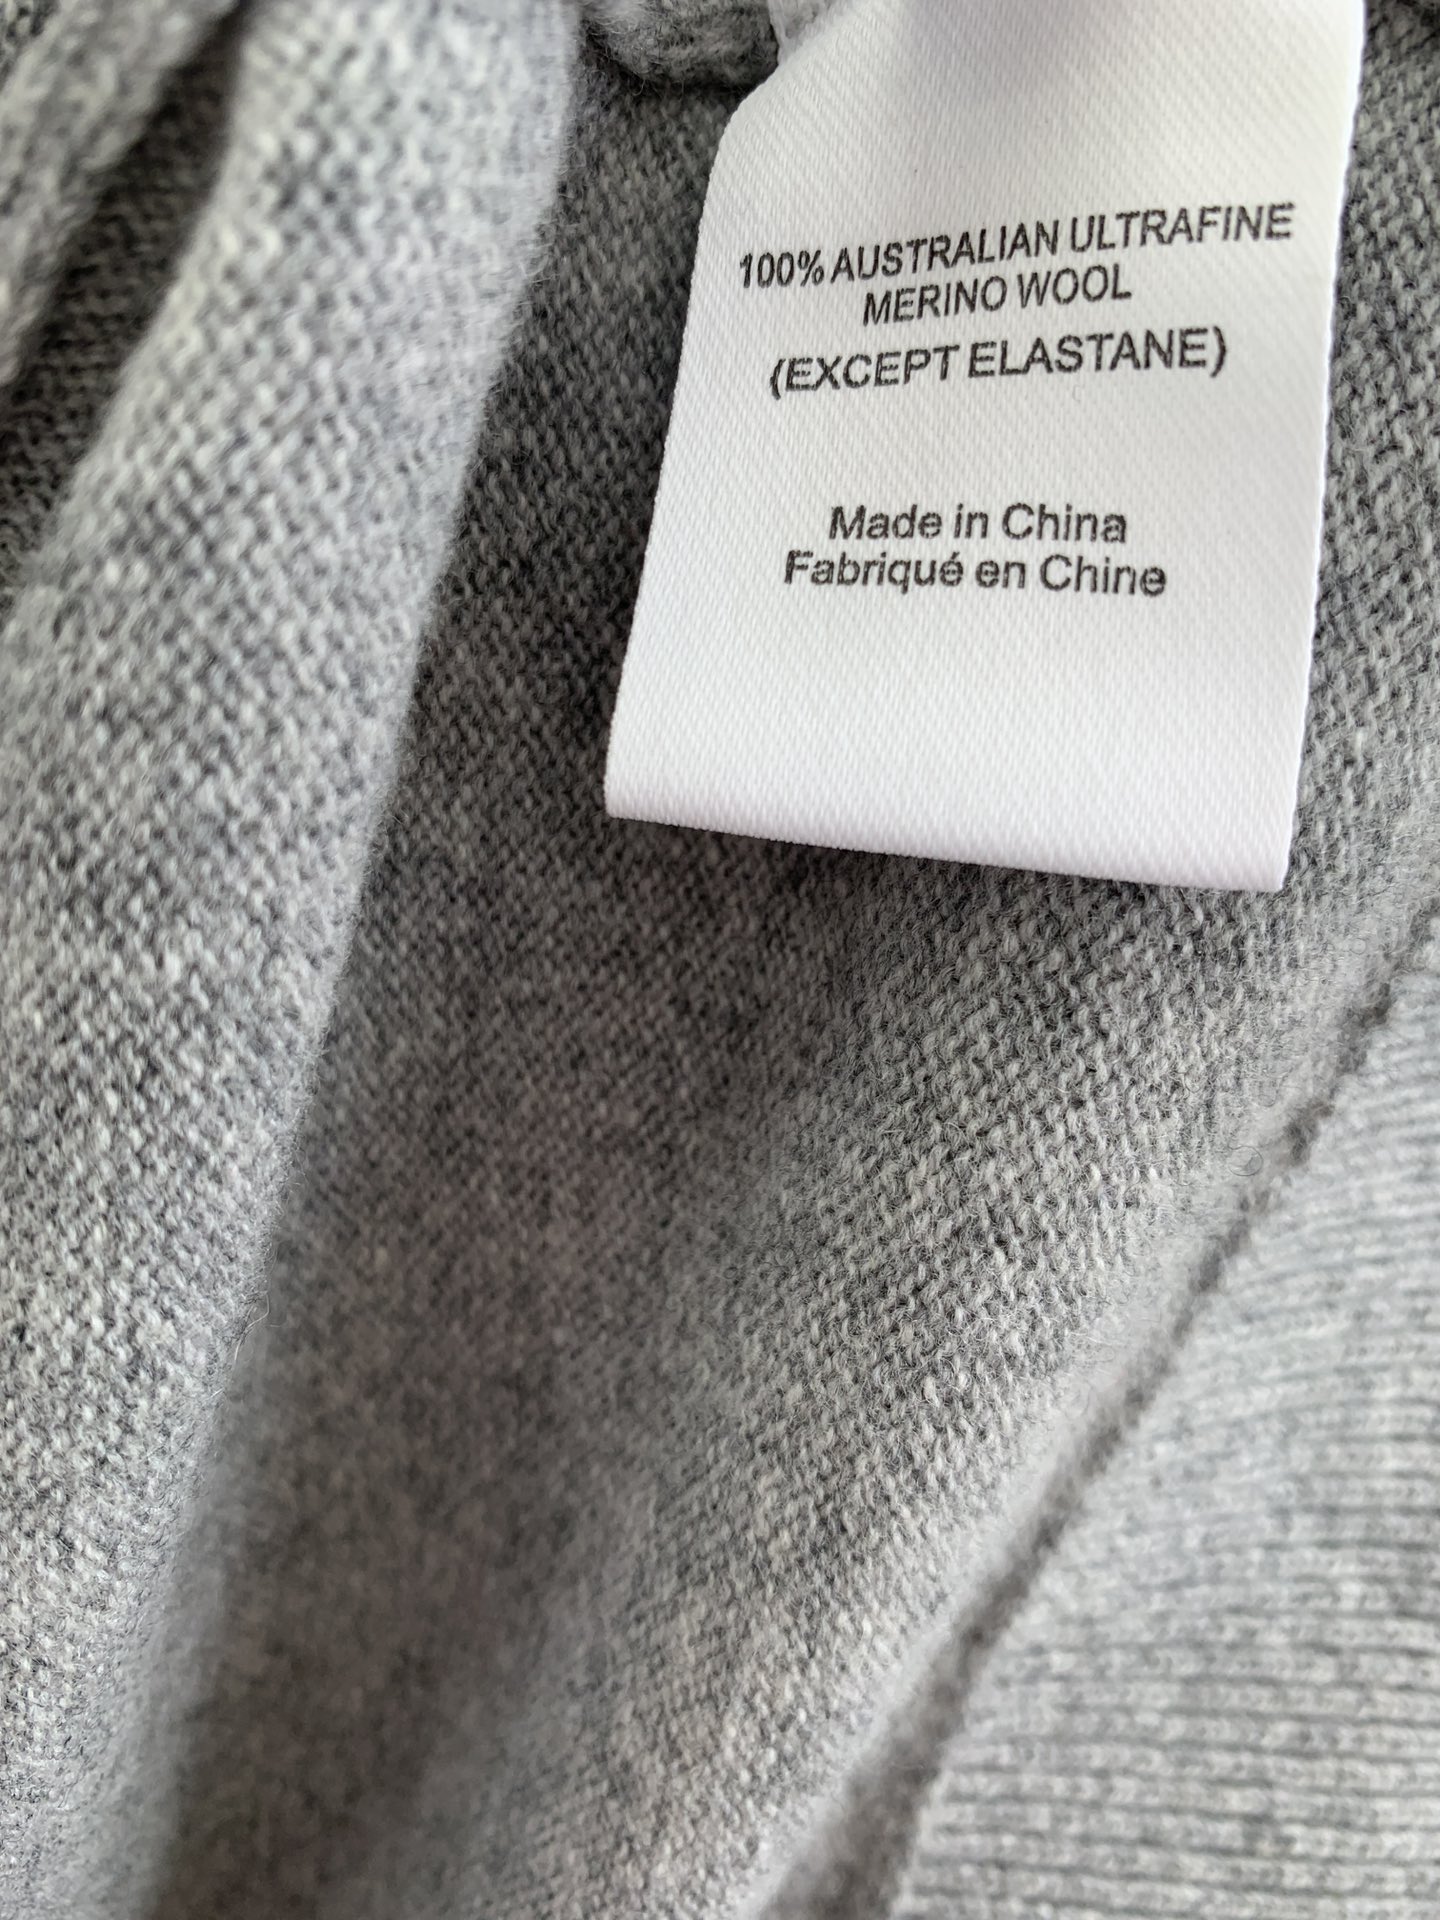 100% AUSTRALIAN ULTRAFINE
MERINO WOOL
(EXCEPT ELASTANE)
Made in China
Fabriqué en Chine